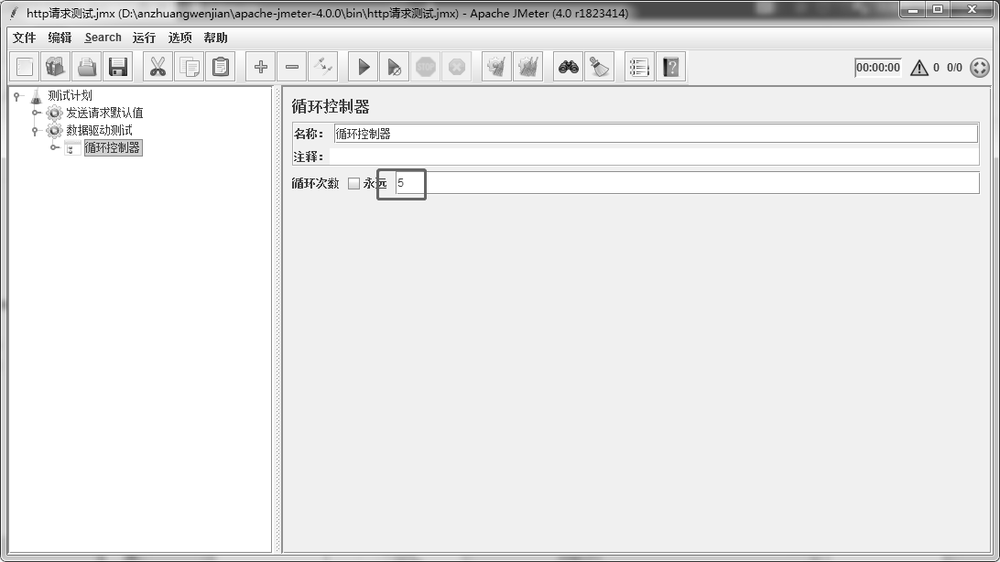 http请求测试.jmx (D:\anzhuangwenjian\apache-jmeter-4.0.0\bin\http请求测试.jmx) - Apache JMeter (4.0 r1823414)
文件 编辑 Search 运行 选项 帮助
STOP 00:00:00 0 0/0
测试计划
发送请求默认值
数据驱动测试
循环控制器
循环控制器
名称: 循环控制器
注释:
循环次数 永远 5